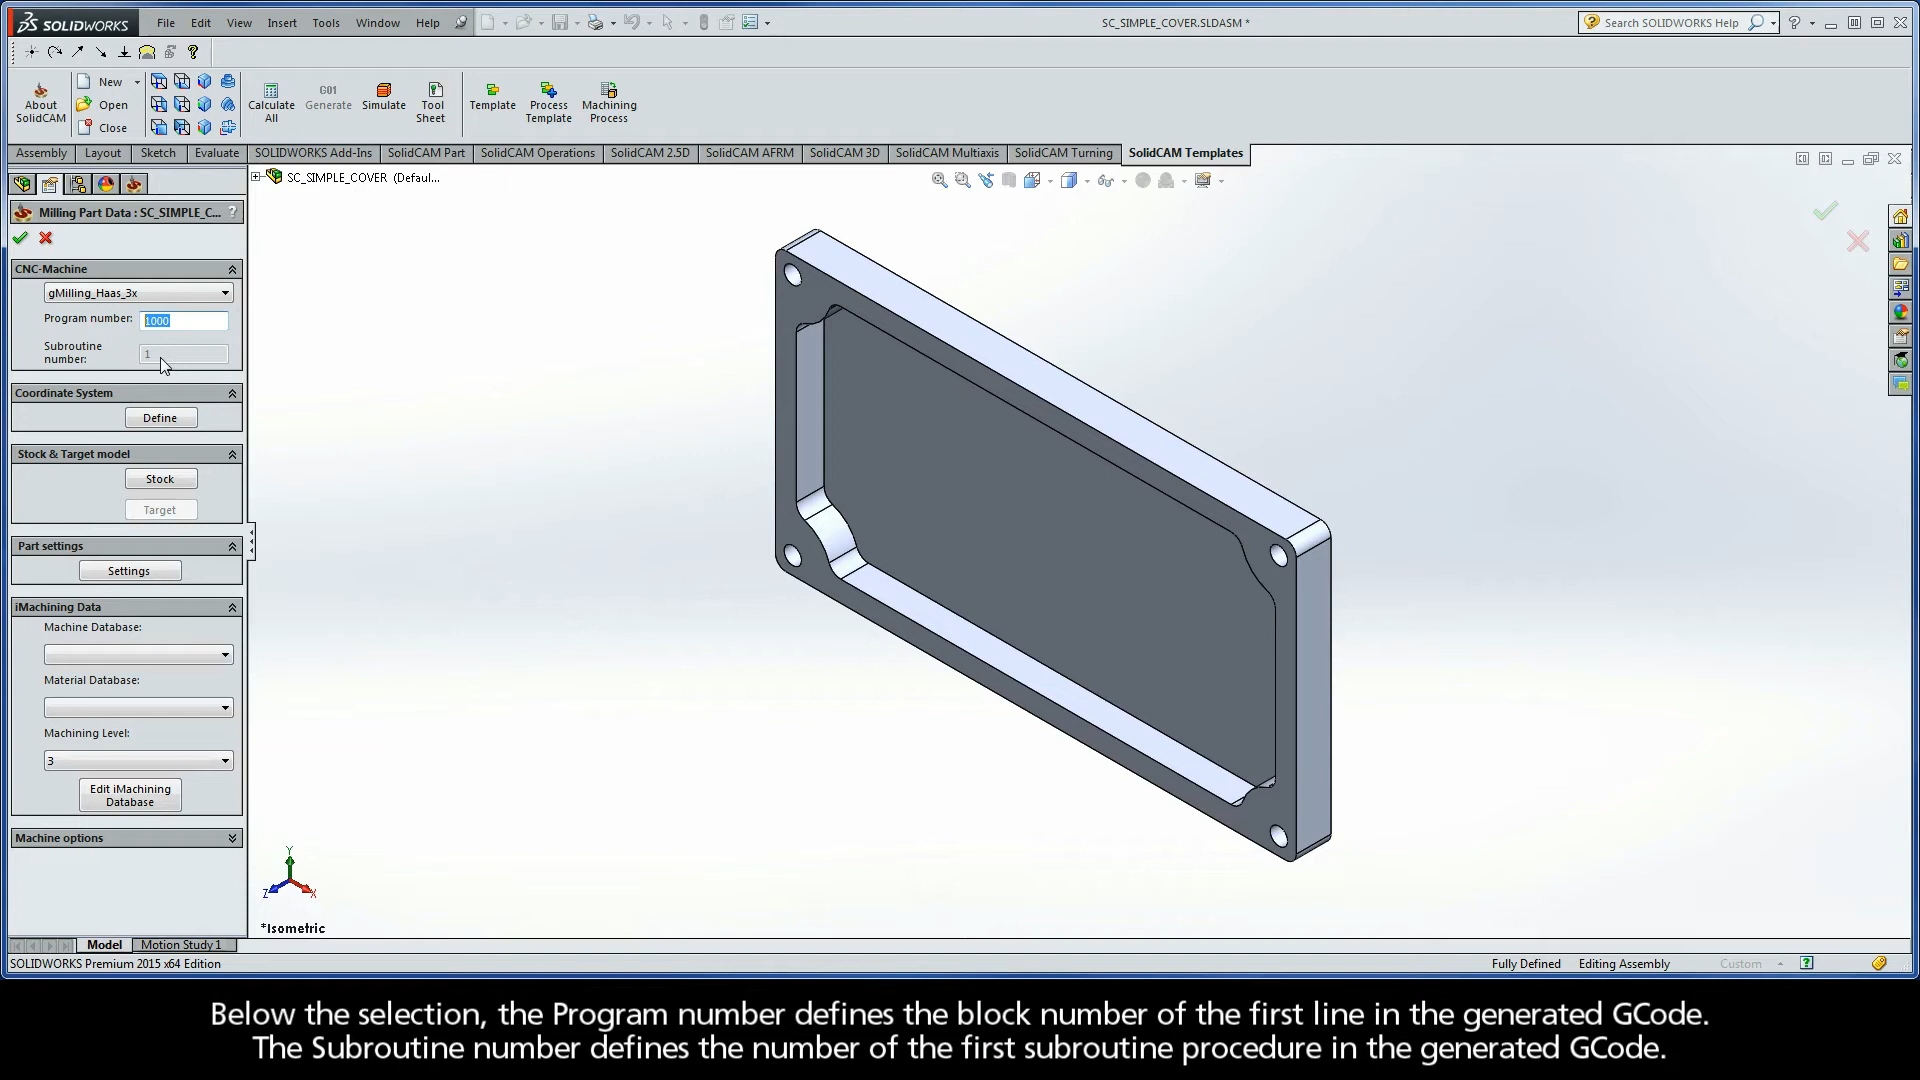 SOLIDWORKS
File Edit View Insert Tools Window Help
SC_SIMPLE_COVER.SLDASM *
Search SOLIDWORKS Help
About SolidCAM
New
Open
Close
Calculate All
G01 Generate
Simulate
Tool Sheet
Template
Process Template
Machining Process
Assembly Layout Sketch Evaluate SOLIDWORKS Add-Ins SolidCAM Part SolidCAM Operations SolidCAM 2.5D SolidCAM AFRM SolidCAM 3D SolidCAM Multiaxis SolidCAM Turning SolidCAM Templates
SC_SIMPLE_COVER (Defaul...
Milling Part Data : SC_SIMPLE_C... ?
CNC-Machine
gMilling_Haas_3x
Program number: 1000
Subroutine number: 1
Coordinate System
Define
Stock & Target model
Stock
Target
Part settings
Settings
iMachining Data
Machine Database:
Material Database:
Machining Level:
3
Edit iMachining Database
Machine options
Y
Z X
*Isometric
Model Motion Study 1
SOLIDWORKS Premium 2015 x64 Edition
Fully Defined Editing Assembly Custom
Below the selection, the Program number defines the block number of the first line in the generated GCode.
The Subroutine number defines the number of the first subroutine procedure in the generated GCode.